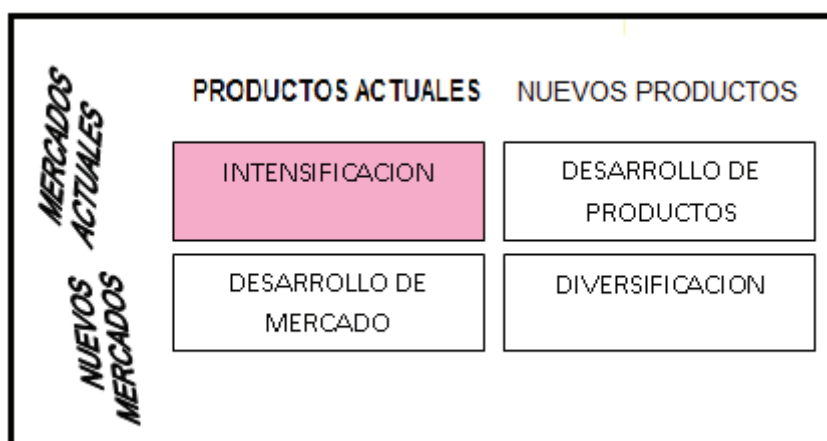 PRODUCTOS ACTUALES
NUEVOS PRODUCTOS
MERCADOS
ACTUALES
INTENSIFICACION
DESARROLLO DE
PRODUCTOS
NUEVOS
MERCADOS
DESARROLLO DE
MERCADO
DIVERSIFICACION